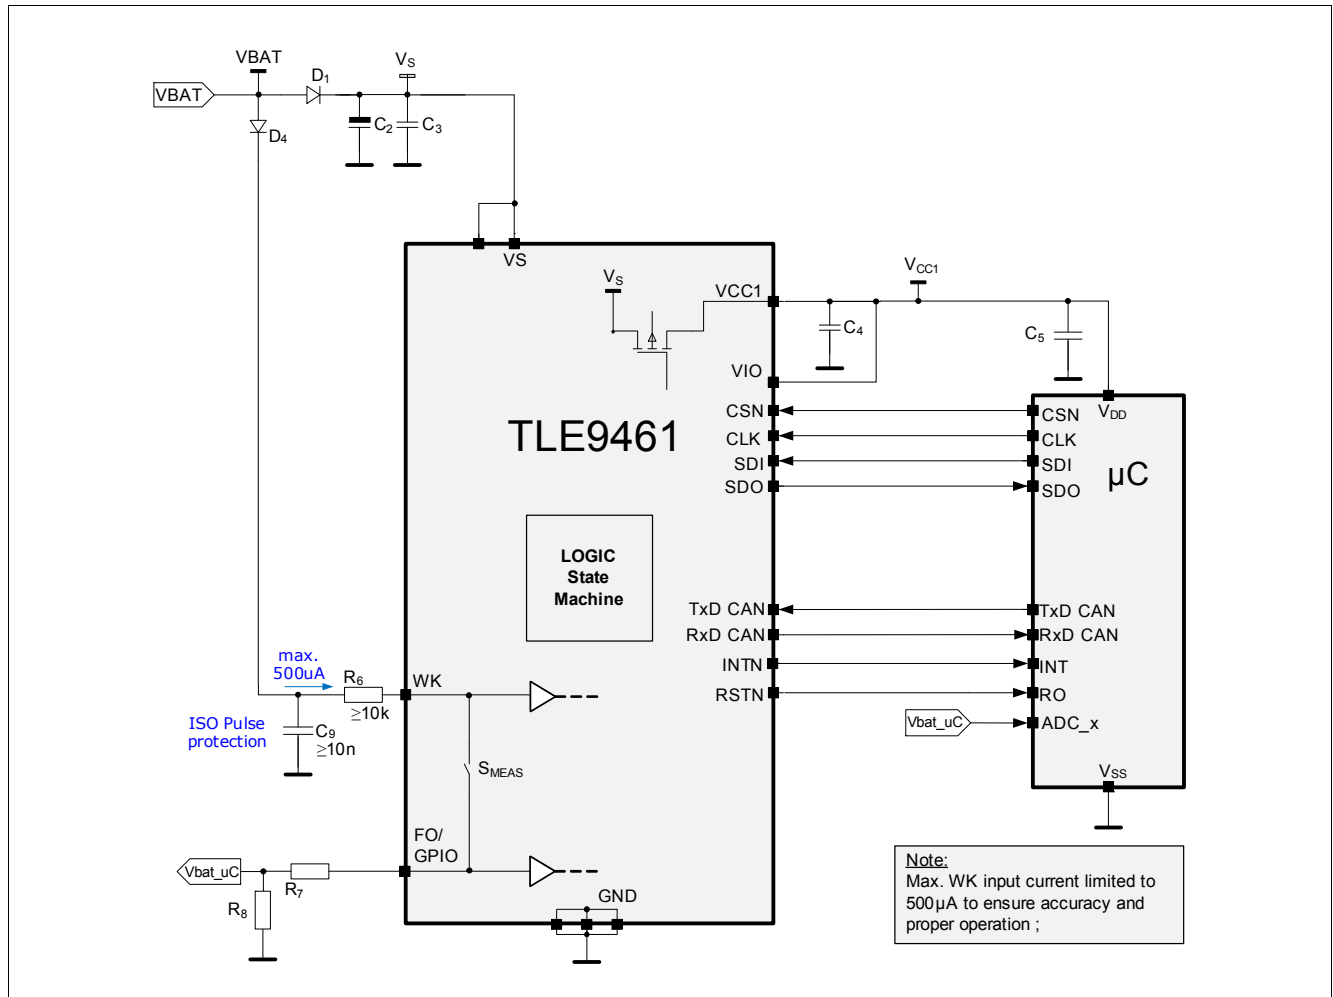 VBAT
VBAT
D1
VS
C2
C3
D4
VS
VS
VCC1
VCC1
C4
C5
VIO
CSN
CLK
SDI
SDO
VDD
CSN
CLK
SDI
SDO
µC
TLE9461
LOGIC
State
Machine
TxD CAN
RxD CAN
INTN
RSTN
TxD CAN
RxD CAN
INT
RO
ADC_x
Vbat_uC
VSS
max.
500uA
R6
≥10k
WK
ISO Pulse
protection
C9
≥10n
SMEAS
FO/
GPIO
Vbat_uC
R7
R8
GND
Note:
Max. WK input current limited to
500µA to ensure accuracy and
proper operation ;